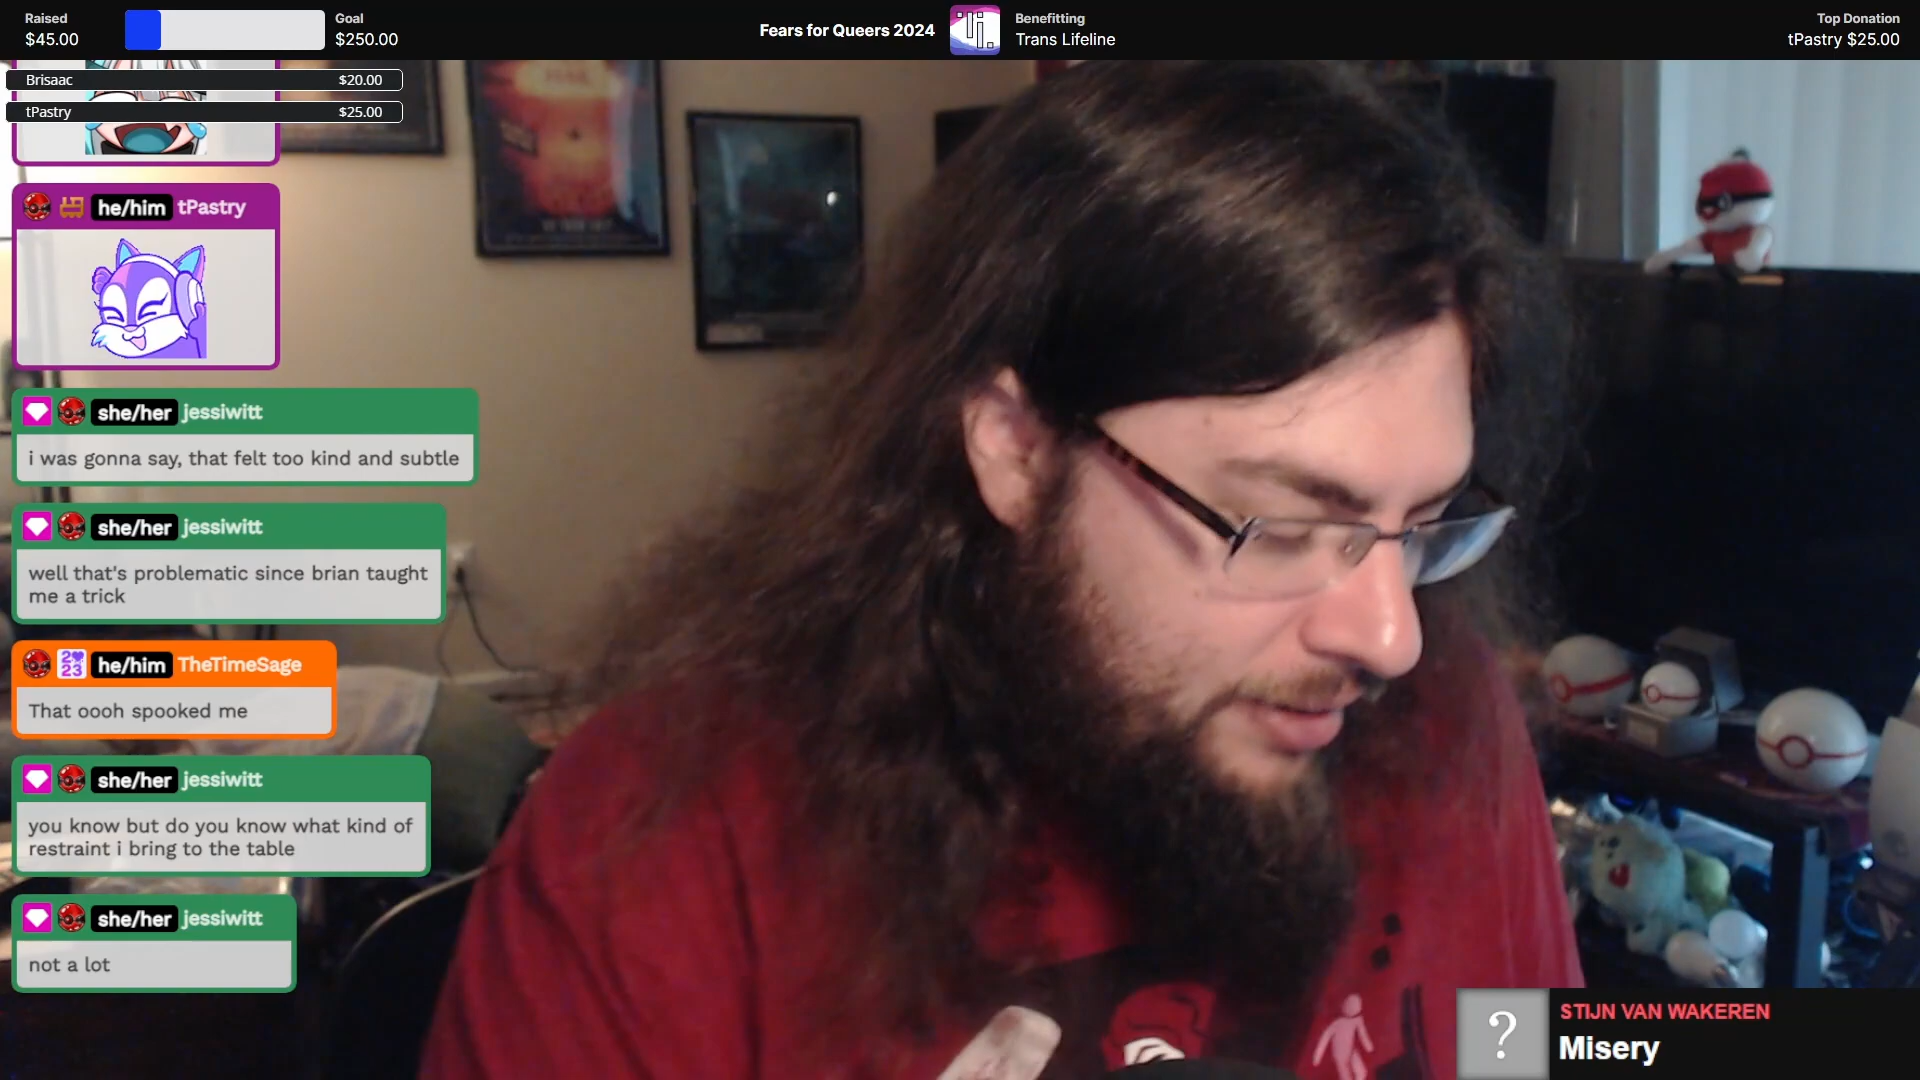 Raised
$45.00
Goal
$250.00
Fears for Queers 2024
Benefitting
Trans Lifeline
Top Donation
tPastry $25.00
Brisaac $20.00
tPastry $25.00
he/him tPastry
she/her jessiwitt
i was gonna say, that felt too kind and subtle
she/her jessiwitt
well that's problematic since brian taught
me a trick
2023 he/him TheTimeSage
That oooh spooked me
she/her jessiwitt
you know but do you know what kind of
restraint i bring to the table
she/her jessiwitt
not a lot
?
STIJN VAN WAKEREN
Misery